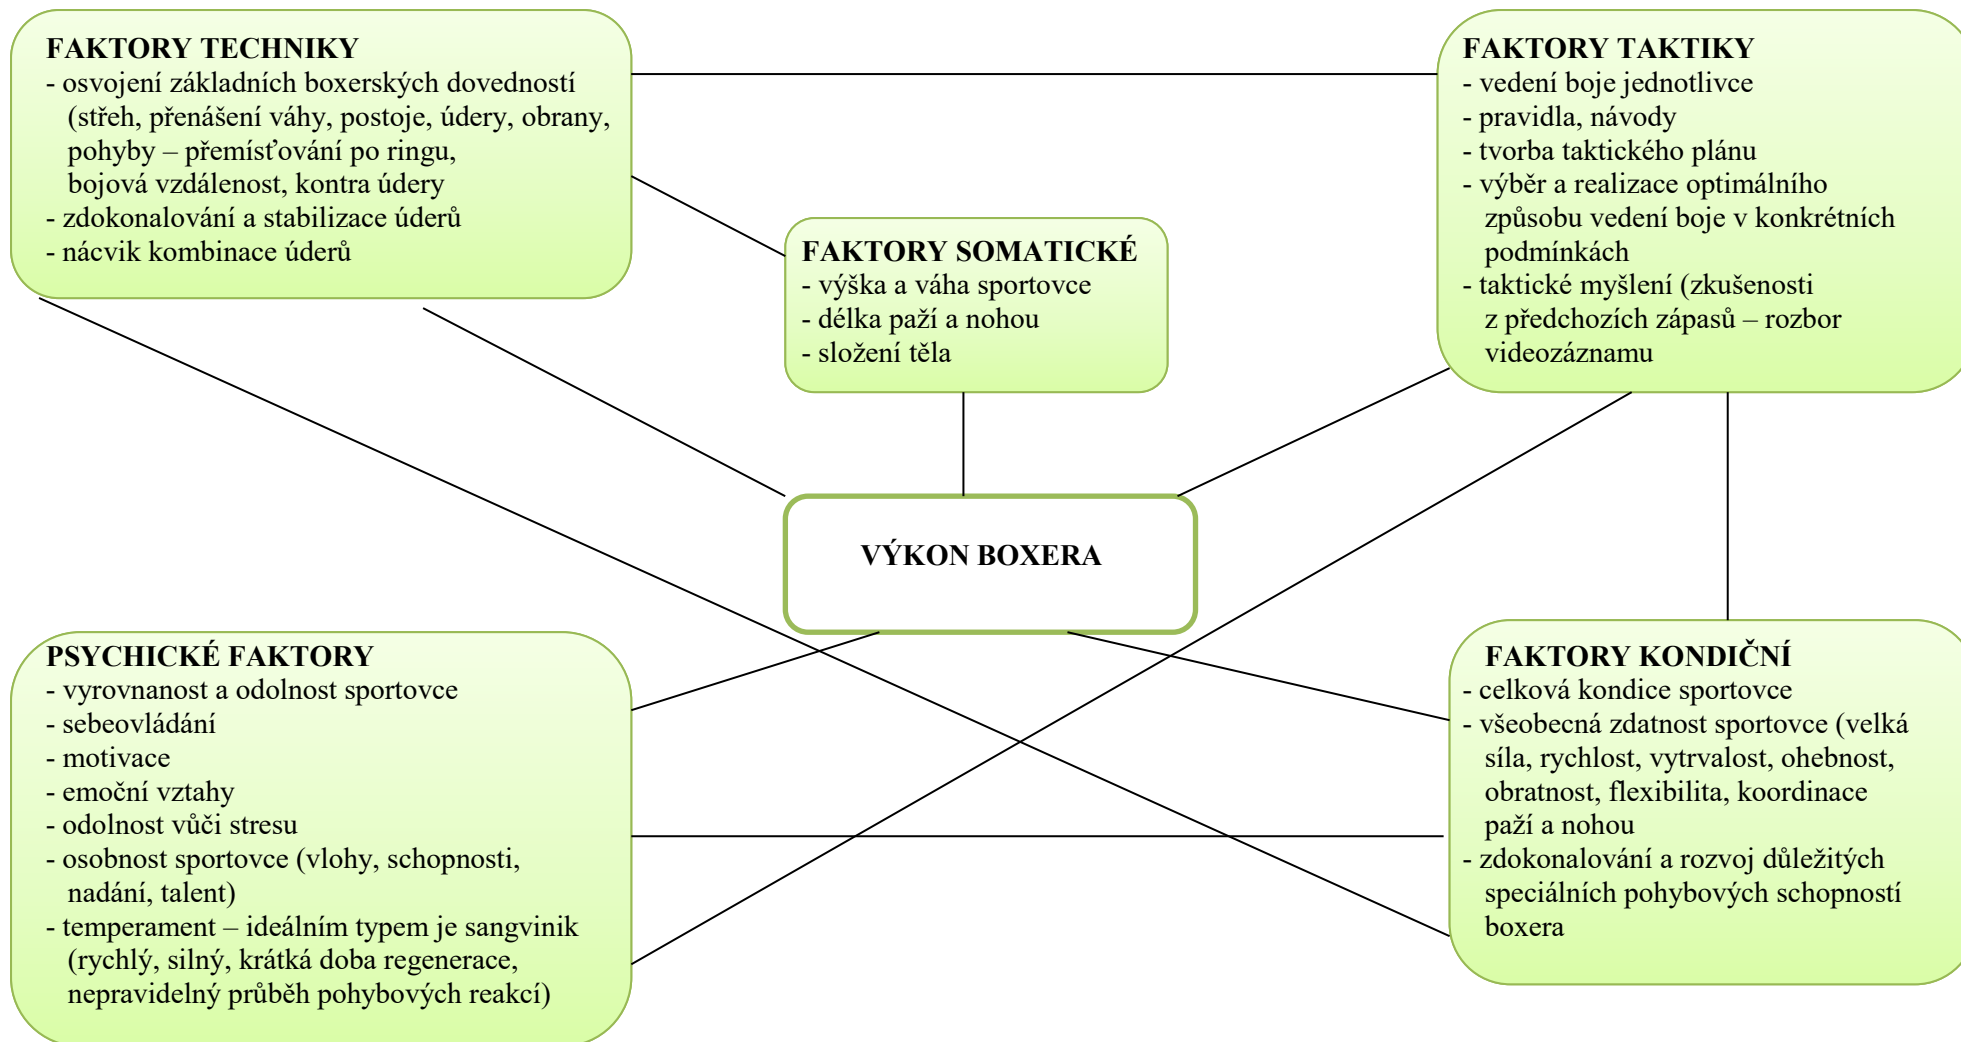 FAKTORY TECHNIKY
- osvojení základních boxerských dovedností
(střeh, přenášení váhy, postoje, údery, obrany,
pohyby – přemísťování po ringu,
bojová vzdálenost, kontra údery
- zdokonalování a stabilizace úderů
- nácvik kombinace úderů
FAKTORY TAKTIKY
- vedení boje jednotlivce
- pravidla, návody
- tvorba taktického plánu
- výběr a realizace optimálního
způsobu vedení boje v konkrétních
podmínkách
- taktické myšlení (zkušenosti
z předchozích zápasů – rozbor
videozáznamu
FAKTORY SOMATICKÉ
- výška a váha sportovce
- délka paží a nohou
- složení těla
VÝKON BOXERA
PSYCHICKÉ FAKTORY
- vyrovnanost a odolnost sportovce
- sebeovládání
- motivace
- emoční vztahy
- odolnost vůči stresu
- osobnost sportovce (vlohy, schopnosti,
nadání, talent)
- temperament – ideálním typem je sangvinik
(rychlý, silný, krátká doba regenerace,
nepravidelný průběh pohybových reakcí)
FAKTORY KONDIČNÍ
- celková kondice sportovce
- všeobecná zdatnost sportovce (velká
síla, rychlost, vytrvalost, ohebnost,
obratnost, flexibilita, koordinace
paží a nohou
- zdokonalování a rozvoj důležitých
speciálních pohybových schopností
boxera